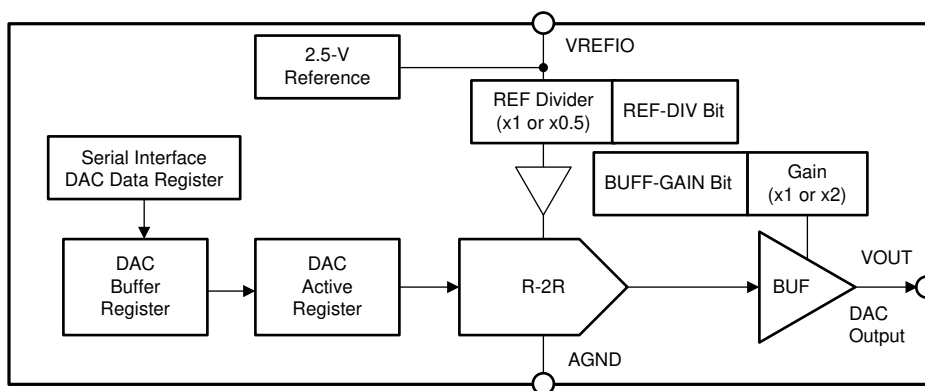 VREFIO
2.5-V
Reference
REF Divider
(x1 or x0.5)
REF-DIV Bit
Serial Interface
DAC Data Register
BUFF-GAIN Bit
Gain
(x1 or x2)
DAC
Buffer
Register
DAC
Active
Register
R-2R
BUF
VOUT
DAC
Output
AGND